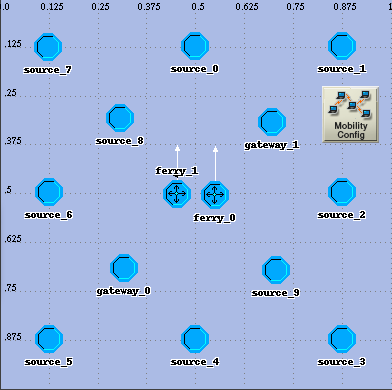 .0 0.125 0.25 0.375 0.5 0.625 0.75 0.875 1
.125
source_7 source_0 source_1
.25
Mobility
Config
source_8
gateway_1
.375
ferry_1
.5
source_6 ferry_0 source_2
.625
gateway_0 source_9
.75
.875
source_5 source_4 source_3